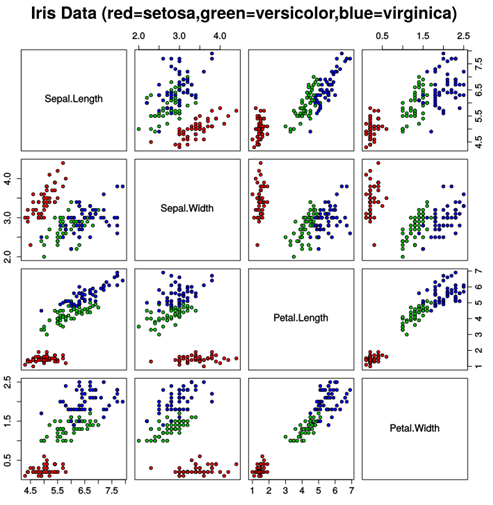 Iris Data (red=setosa,green=versicolor,blue=virginica)
2.0 3.0 4.0
0.5 1.5 2.5
Sepal.Length
4.5 5.5 6.5 7.5
2.0 3.0 4.0
Sepal.Width
Petal.Length
1 2 3 4 5 6 7
0.5 1.5 2.5
Petal.Width
4.5 5.5 6.5 7.5
1 2 3 4 5 6 7